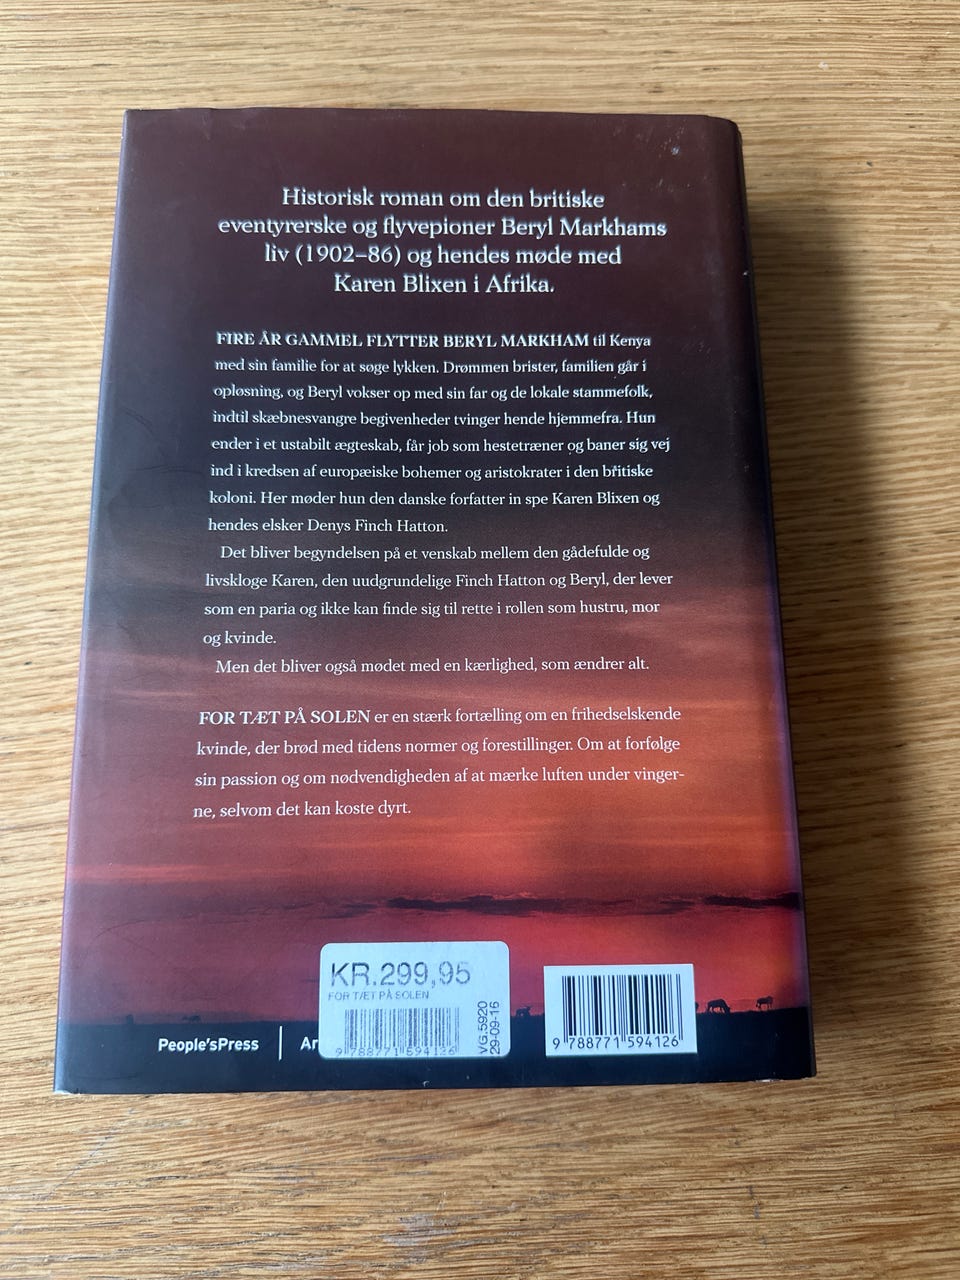 Historisk roman om den britiske
eventyrerske og flyvepioner Beryl Markhams
liv (1902–86) og hendes møde med
Karen Blixen i Afrika.
FIRE ÅR GAMMEL FLYTTER BERYL MARKHAM til Kenya
med sin familie for at søge lykken. Drømmen brister, familien går i
opløsning, og Beryl vokser op med sin far og de lokale stammefolk,
indtil skæbnesvangre begivenheder tvinger hende hjemmefra. Hun
ender i et ustabilt ægteskab, får job som hestetræner og baner sig vej
ind i kredsen af europæiske bohemer og aristokrater i den britiske
koloni. Her møder hun den danske forfatter in spe Karen Blixen og
hendes elsker Denys Finch Hatton.
Det bliver begyndelsen på et venskab mellem den gådefulde og
livskloge Karen, den uudgrundelige Finch Hatton og Beryl, der lever
som en paria og ikke kan finde sig til rette i rollen som hustru, mor
og kvinde.
Men det bliver også mødet med en kærlighed, som ændrer alt.
FOR TÆT PÅ SOLEN er en stærk fortælling om en frihedselskende
kvinde, der brød med tidens normer og forestillinger. Om at forfølge
sin passion og om nødvendigheden af at mærke luften under vinger-
ne, selvom det kan koste dyrt.
People'sPress
KR.299,95
FOR TÆT PÅ SOLEN
9 788771 594126
VG.5920
29-09-16
9 788771 594126